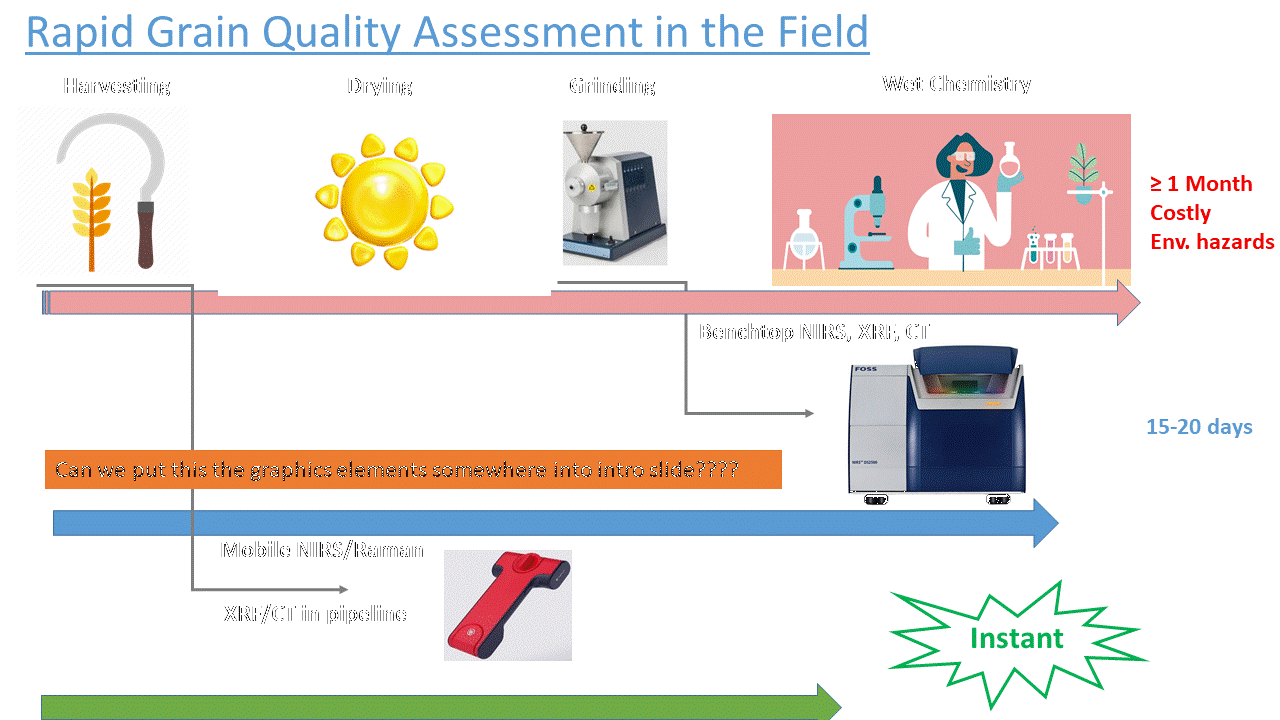 Rapid Grain Quality Assessment in the Field
Harvesting
Drying
Grinding
Wet Chemistry
≥ 1 Month
Costly
Env. hazards
Benchtop NIRS, XRF, CT
FOSS
15-20 days
Can we put this the graphics elements somewhere into intro slide????
Mobile NIRS/Raman
XRF/CT in pipeline
Instant